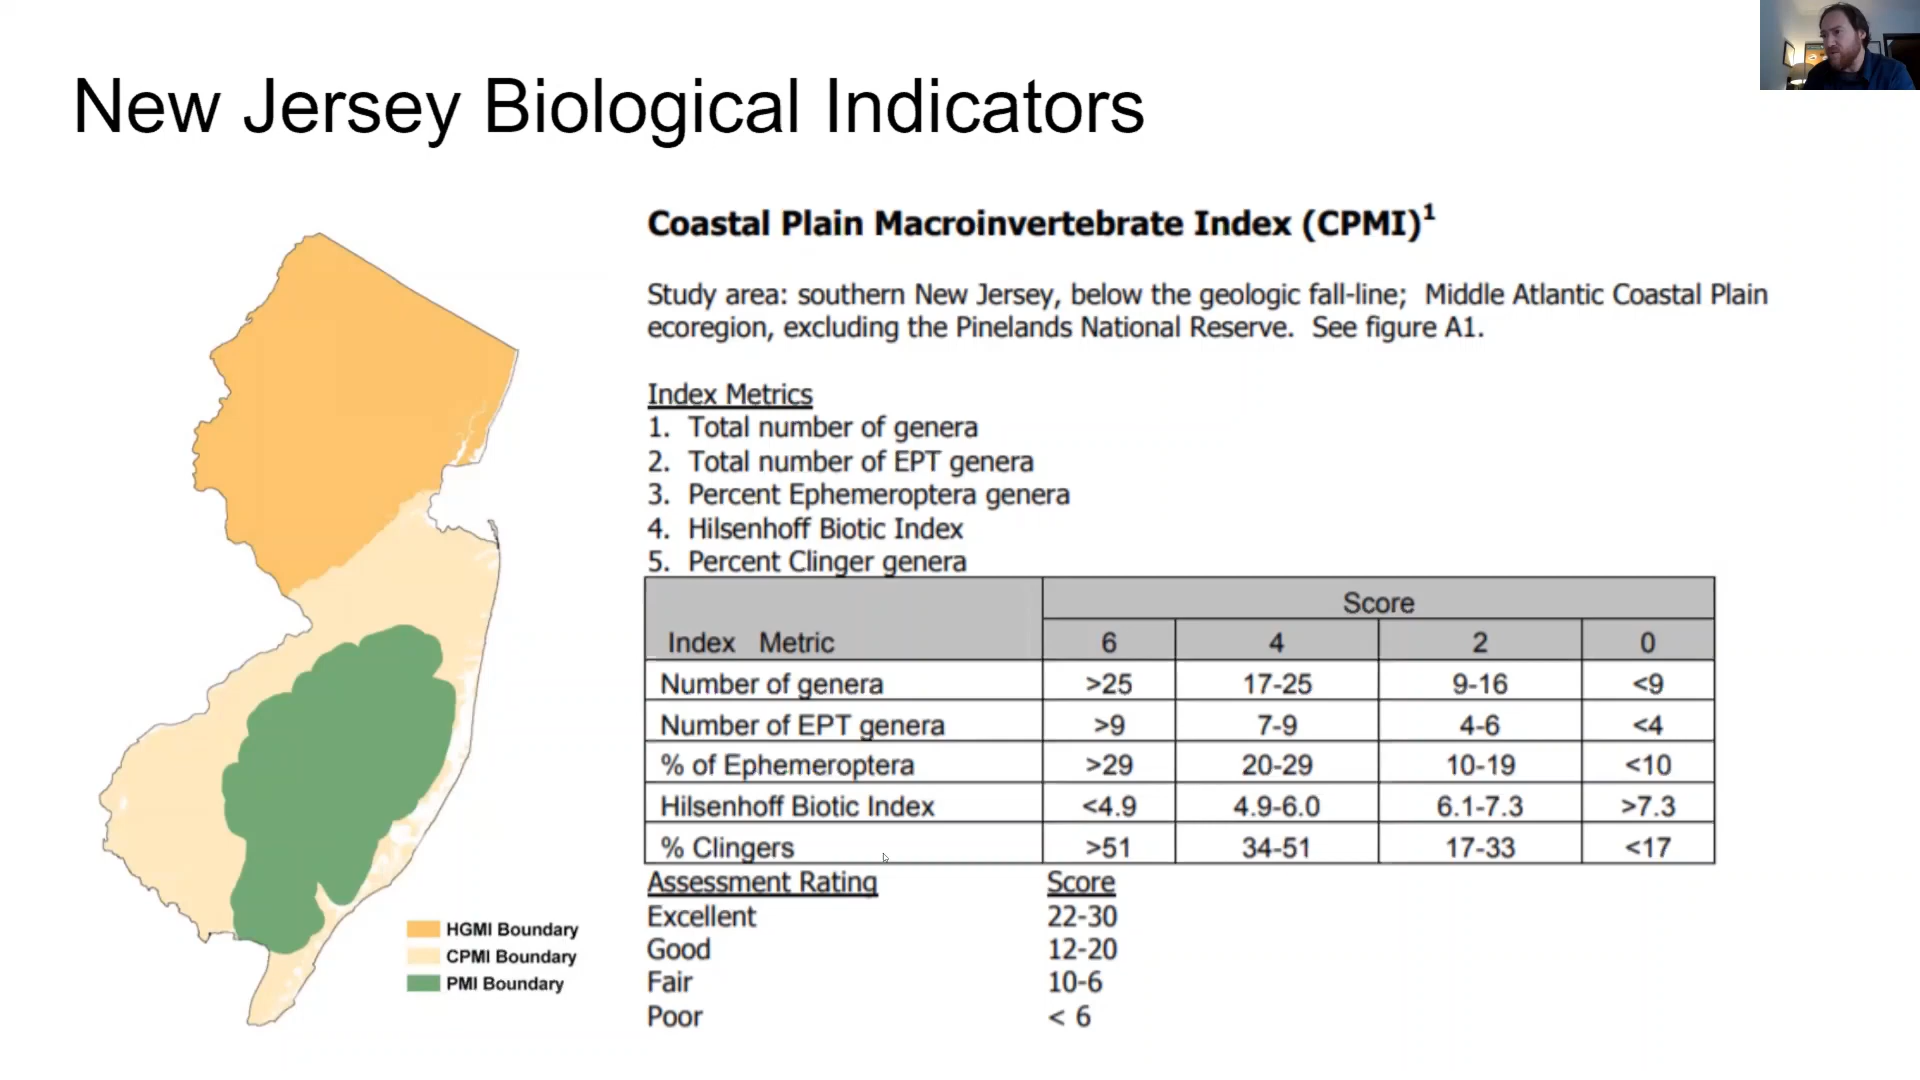 New Jersey Biological Indicators
Coastal Plain Macroinvertebrate Index (CPMI)¹
Study area: southern New Jersey, below the geologic fall-line; Middle Atlantic Coastal Plain
ecoregion, excluding the Pinelands National Reserve. See figure A1.
Index Metrics
1. Total number of genera
2. Total number of EPT genera
3. Percent Ephemeroptera genera
4. Hilsenhoff Biotic Index
5. Percent Clinger genera
Score
Index Metric 6 4 2 0
Number of genera >25 17-25 9-16 <9
Number of EPT genera >9 7-9 4-6 <4
% of Ephemeroptera >29 20-29 10-19 <10
Hilsenhoff Biotic Index <4.9 4.9-6.0 6.1-7.3 >7.3
% Clingers >51 34-51 17-33 <17
Assessment Rating Score
Excellent 22-30
Good 12-20
Fair 10-6
Poor < 6
HGMI Boundary
CPMI Boundary
PMI Boundary